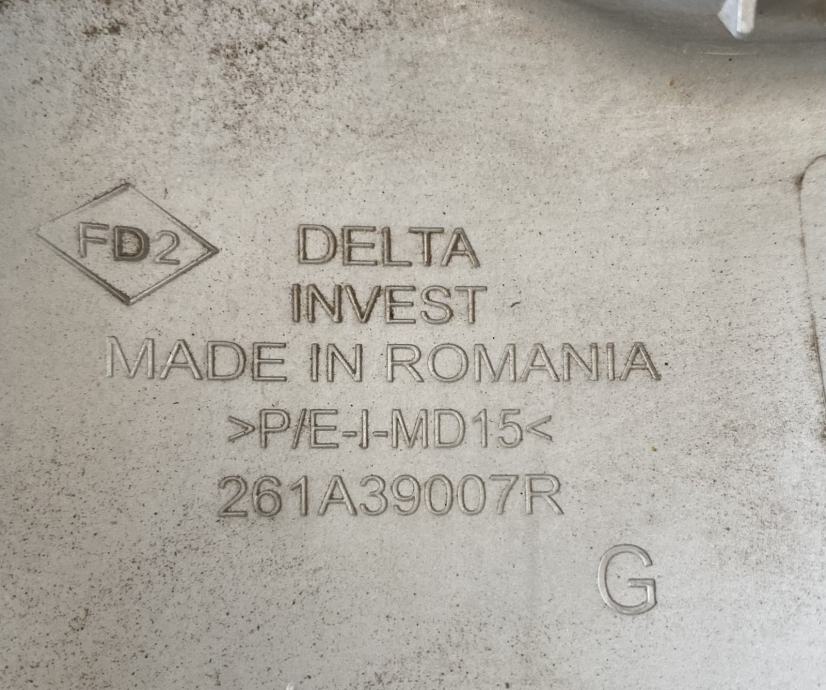 FD2
DELTA
INVEST
MADE IN ROMANIA
>P/E-I-MD15<
261A39007R
G